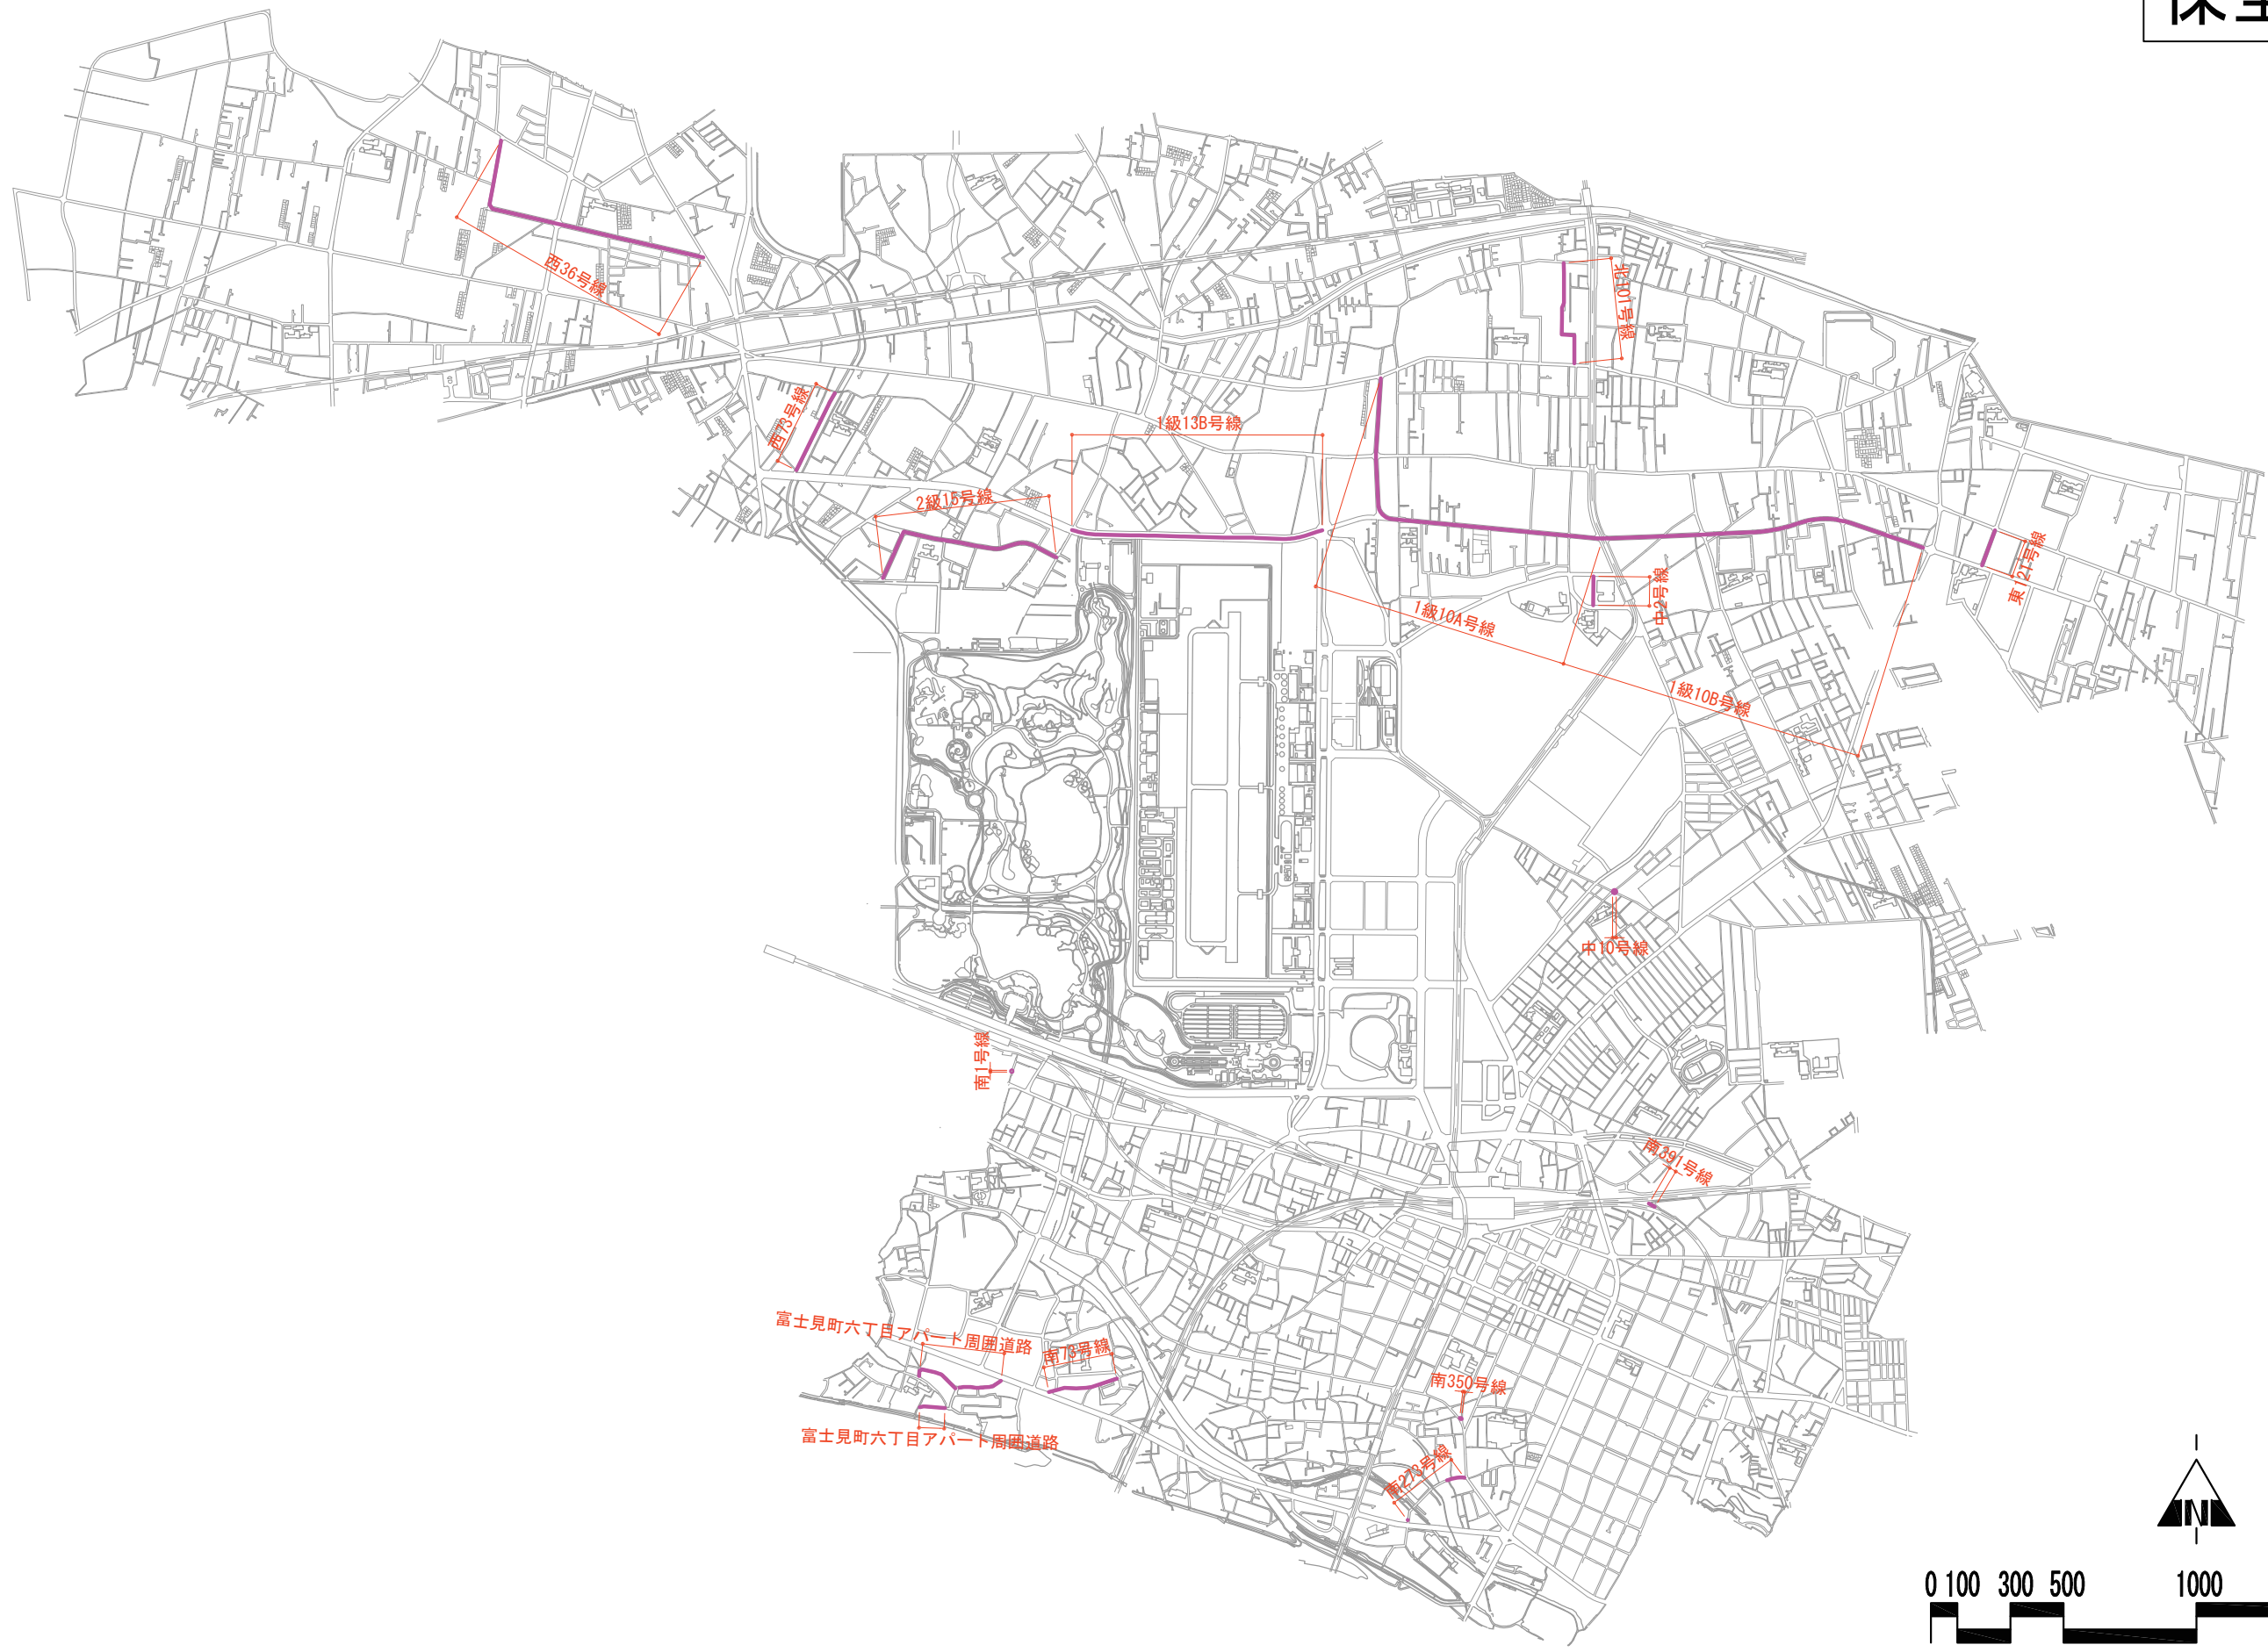 西36号線
北101号線
西73号線
1級13B号線
2級15号線
東121号線
中2号線
1級10A号線
1級10B号線
中10号線
南1号線
南391号線
富士見町六丁目アパート周囲道路
南73号線
南350号線
富士見町六丁目アパート周囲道路
南273号線
N
0 100 300 500 1000